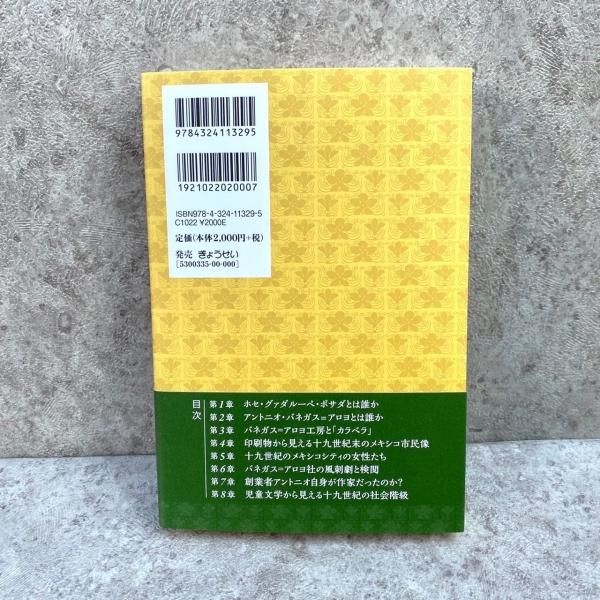 9784324113295
1921022020007
ISBN978-4-324-11329-5
C1022 ¥2000E
定価(本体2,000円+税)
発売 ぎょうせい
[5300335-00-000]
目次
第1章 ホセ・グァダルーペ・ポサダとは誰か
第2章 アントニオ・バネガス=アロヨとは誰か
第3章 バネガス=アロヨ工房と「カラベラ」
第4章 印刷物から見える十九世紀末のメキシコ市民像
第5章 十九世紀のメキシコシティの女性たち
第6章 バネガス=アロヨ社の風刺劇と検閲
第7章 創業者アントニオ自身が作家だったのか?
第8章 児童文学から見える十九世紀の社会階級